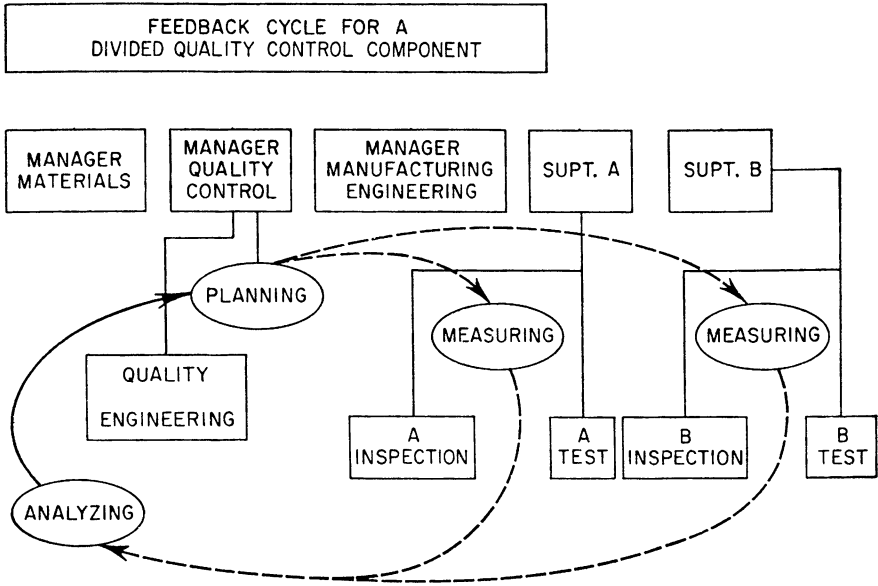 FEEDBACK CYCLE FOR A
DIVIDED QUALITY CONTROL COMPONENT
MANAGER
MATERIALS
MANAGER
QUALITY
CONTROL
MANAGER
MANUFACTURING
ENGINEERING
SUPT. A
SUPT. B
PLANNING
MEASURING
MEASURING
QUALITY
ENGINEERING
A
INSPECTION
A
TEST
B
INSPECTION
B
TEST
ANALYZING